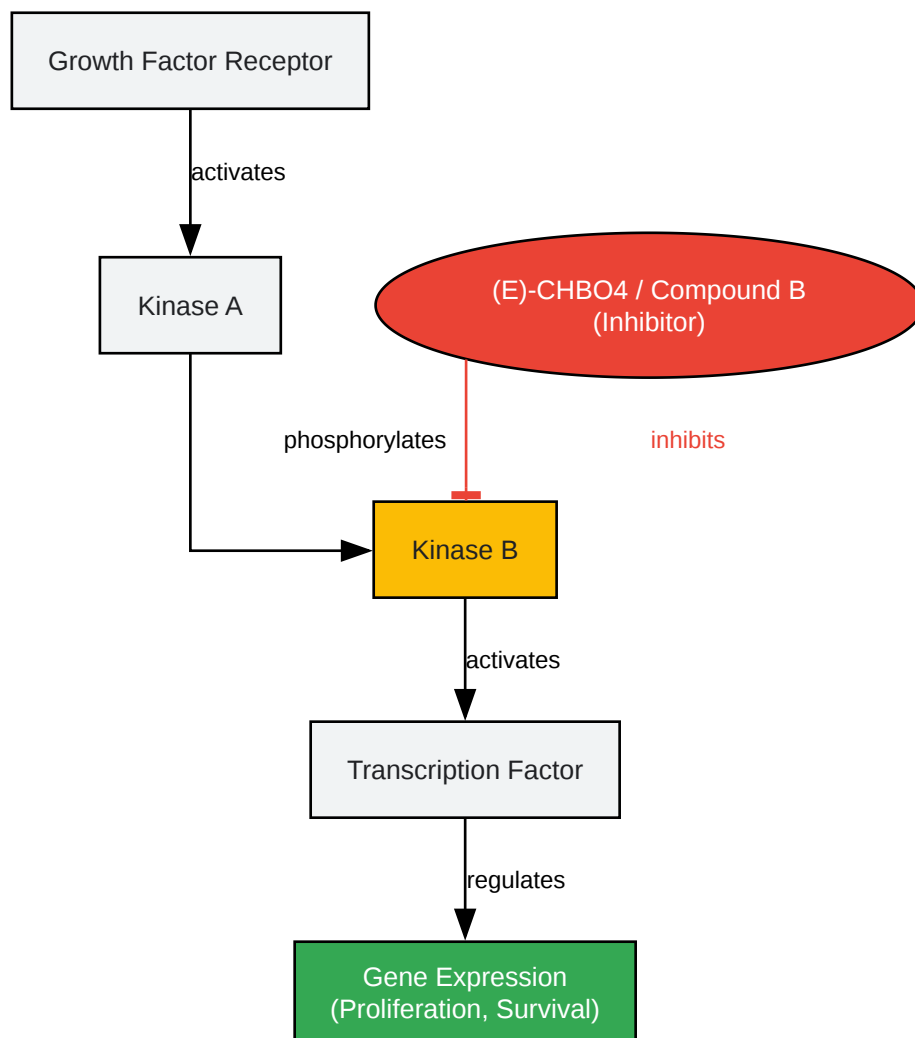 Growth Factor Receptor
activates
Kinase A
(E)-CHBO4 / Compound B
(Inhibitor)
phosphorylates
inhibits
Kinase B
activates
Transcription Factor
regulates
Gene Expression
(Proliferation, Survival)